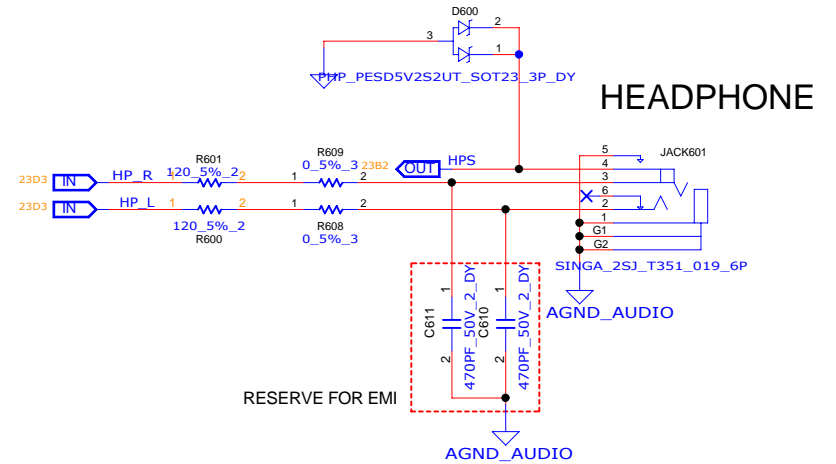 D600
2
3
1
PHP_PESD5V2S2UT_SOT23_3P_DY
HEADPHONE
R601
R609
23B2
OUT
HPS
5
JACK601
120_5%_2
0_5%_3
4
23D3
IN
HP_R
1
2
1
2
3
6
23D3
IN
HP_L
1
2
1
2
2
120_5%_2
R600
R608
0_5%_3
1
G1
G2
SINGA_2SJ_T351_019_6P
AGND_AUDIO
1
C611
2
470PF_50V_2_DY
1
C610
2
470PF_50V_2_DY
RESERVE FOR EMI
AGND_AUDIO